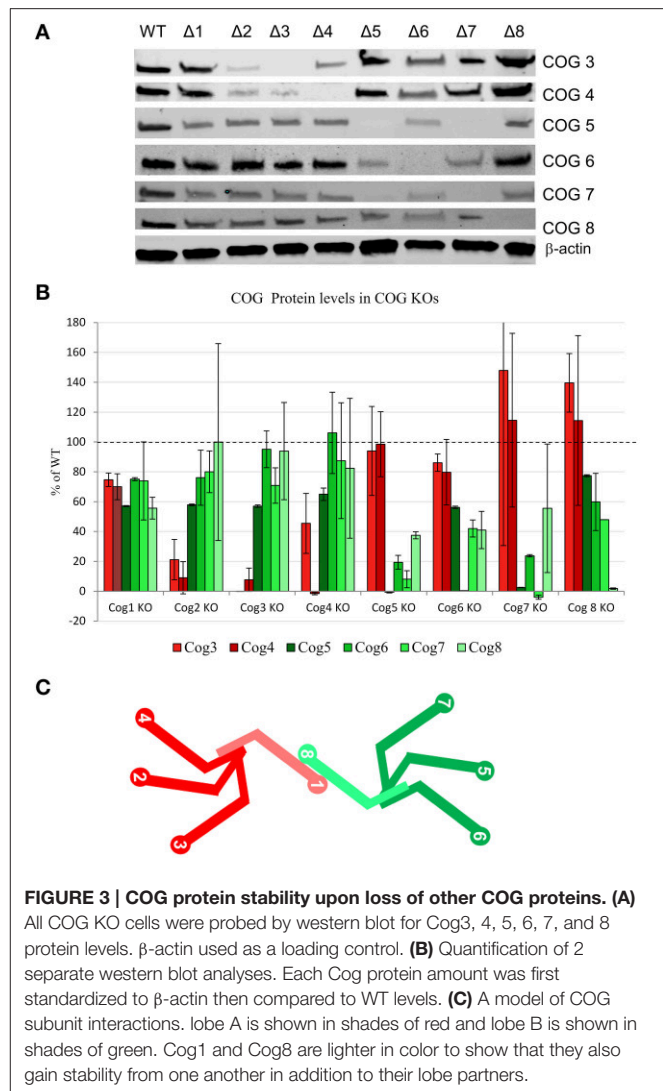 A
WT Δ1 Δ2 Δ3 Δ4 Δ5 Δ6 Δ7 Δ8
COG 3
COG 4
COG 5
COG 6
COG 7
COG 8
β-actin
B
COG Protein levels in COG KOs
% of WT
180
160
140
120
100
80
60
40
20
0
-20
Cog1 KO Cog2 KO Cog3 KO Cog4 KO Cog5 KO Cog6 KO Cog7 KO Cog 8 KO
Cog3 Cog4 Cog5 Cog6 Cog7 Cog8
C
4
2
3
1
8
7
5
6
FIGURE 3 | COG protein stability upon loss of other COG proteins. (A)
All COG KO cells were probed by western blot for Cog3, 4, 5, 6, 7, and 8
protein levels. β-actin used as a loading control. (B) Quantification of 2
separate western blot analyses. Each Cog protein amount was first
standardized to β-actin then compared to WT levels. (C) A model of COG
subunit interactions. lobe A is shown in shades of red and lobe B is shown in
shades of green. Cog1 and Cog8 are lighter in color to show that they also
gain stability from one another in addition to their lobe partners.